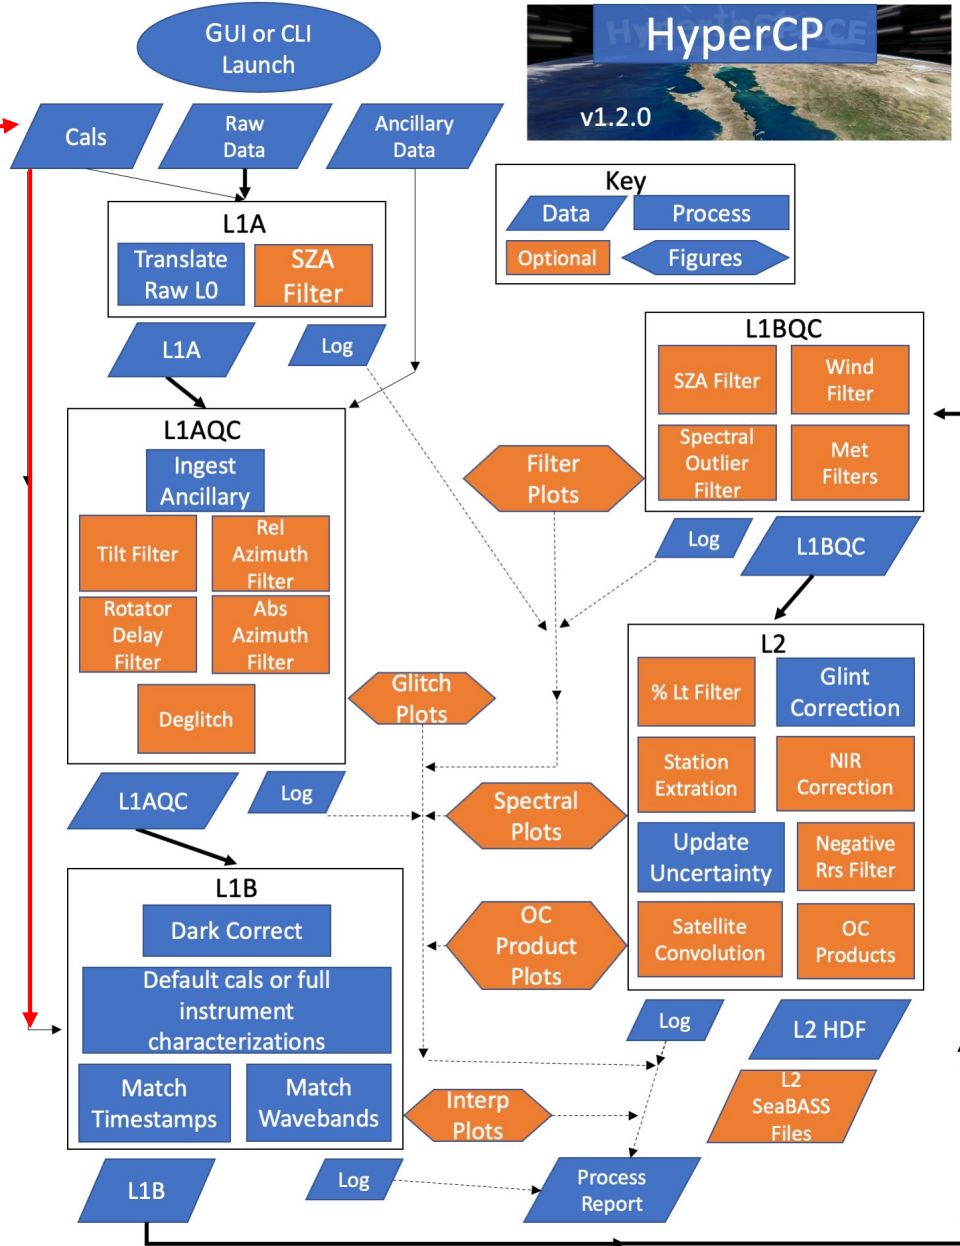 GUI or CLI
Launch
HyperCP
v1.2.0
Cals
Raw
Data
Ancillary
Data
Key
Data
Process
Optional
Figures
L1A
Translate
Raw L0
SZA
Filter
L1A
Log
L1AQC
Ingest
Ancillary
Tilt Filter
Rel
Azimuth
Filter
Rotator
Delay
Filter
Abs
Azimuth
Filter
Deglitch
Glitch
Plots
L1AQC
Log
L1B
Dark Correct
Default cals or full
instrument
characterizations
Match
Timestamps
Match
Wavebands
Interp
Plots
L1B
Log
L1BQC
SZA Filter
Wind
Filter
Spectral
Outlier
Filter
Met
Filters
Filter
Plots
Log
L1BQC
L2
% Lt Filter
Glint
Correction
Station
Extration
NIR
Correction
Update
Uncertainty
Negative
Rrs Filter
Satellite
Convolution
OC
Products
Spectral
Plots
OC
Product
Plots
Log
L2 HDF
L2
SeaBASS
Files
Process
Report